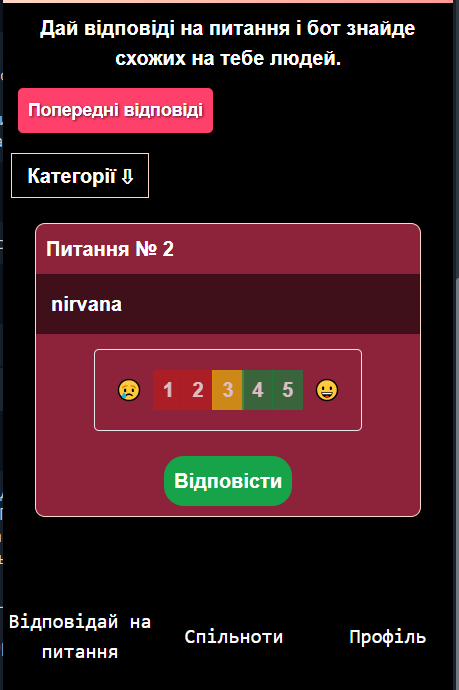 Дай відповіді на питання і бот знайде
схожих на тебе людей.
Попередні відповіді
Категорії ⇩
Питання № 2
nirvana
😢 1 2 3 4 5 😀
Відповісти
Відповідай на
питання
Спільноти
Профіль